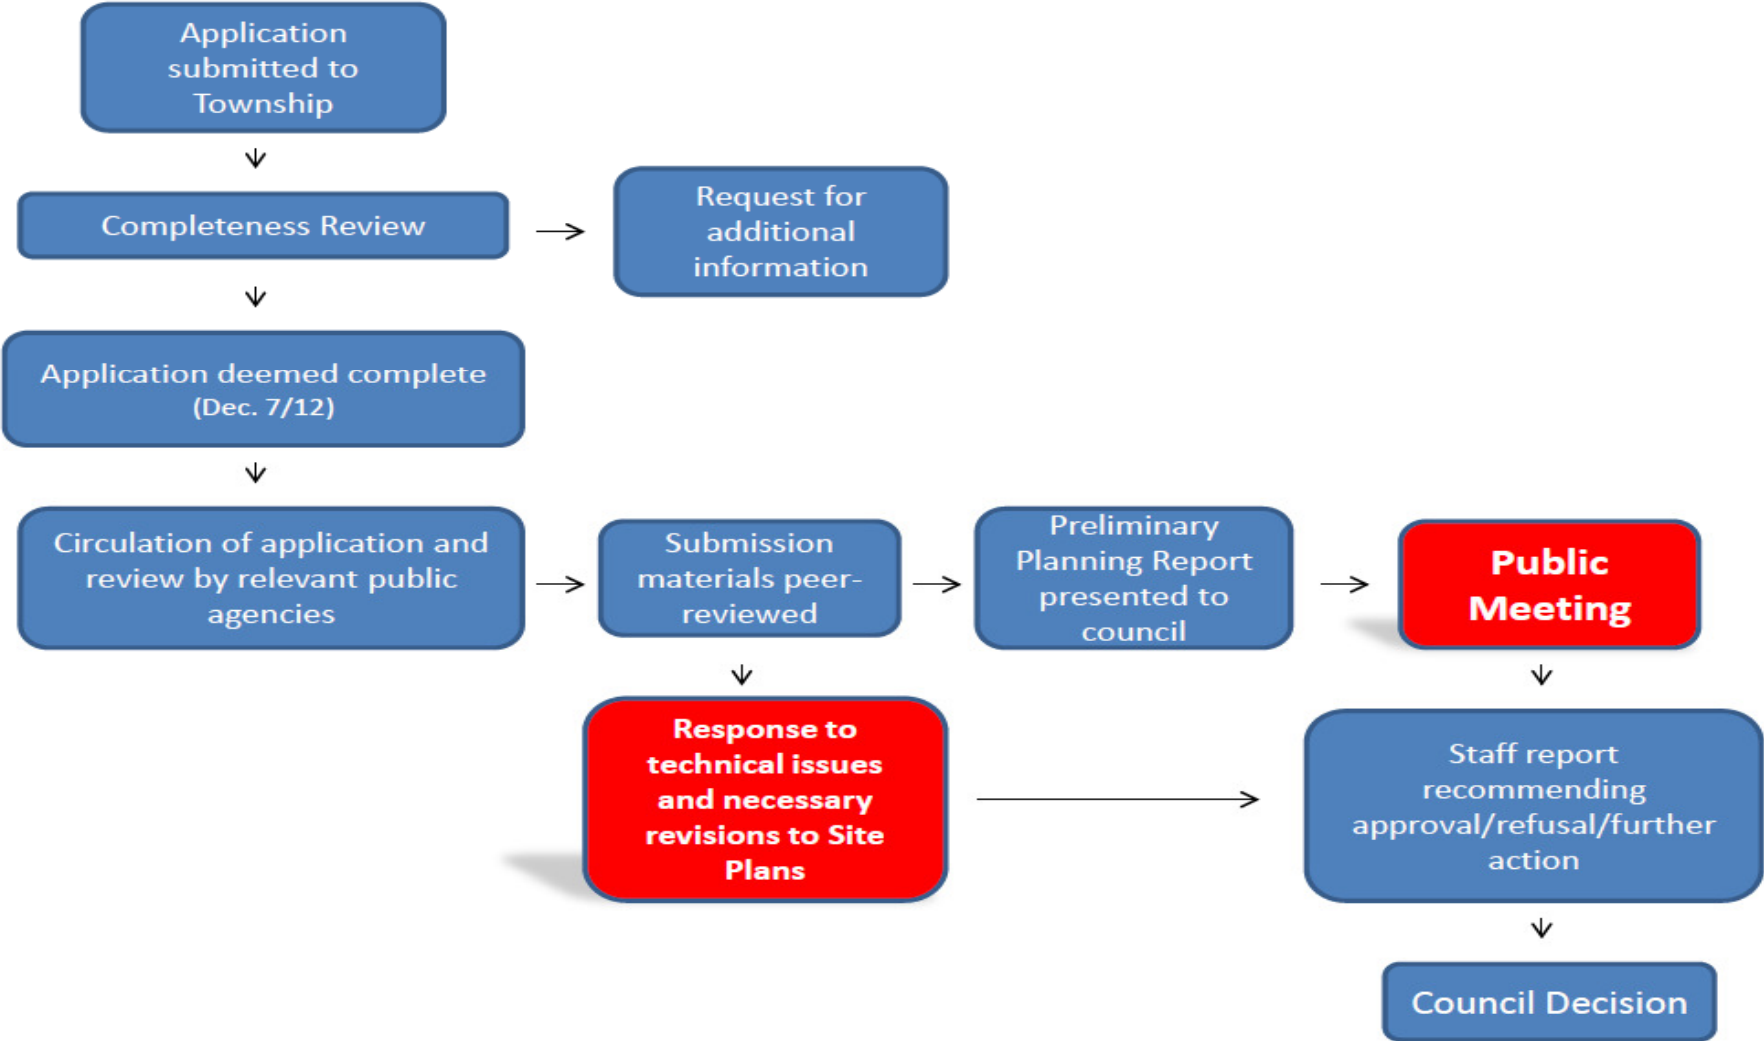 Application
submitted to
Township
Completeness Review
Request for
additional
information
Application deemed complete
(Dec. 7/12)
Circulation of application and
review by relevant public
agencies
Submission
materials peer-
reviewed
Preliminary
Planning Report
presented to
council
Public
Meeting
Response to
technical issues
and necessary
revisions to Site
Plans
Staff report
recommending
approval/refusal/further
action
Council Decision